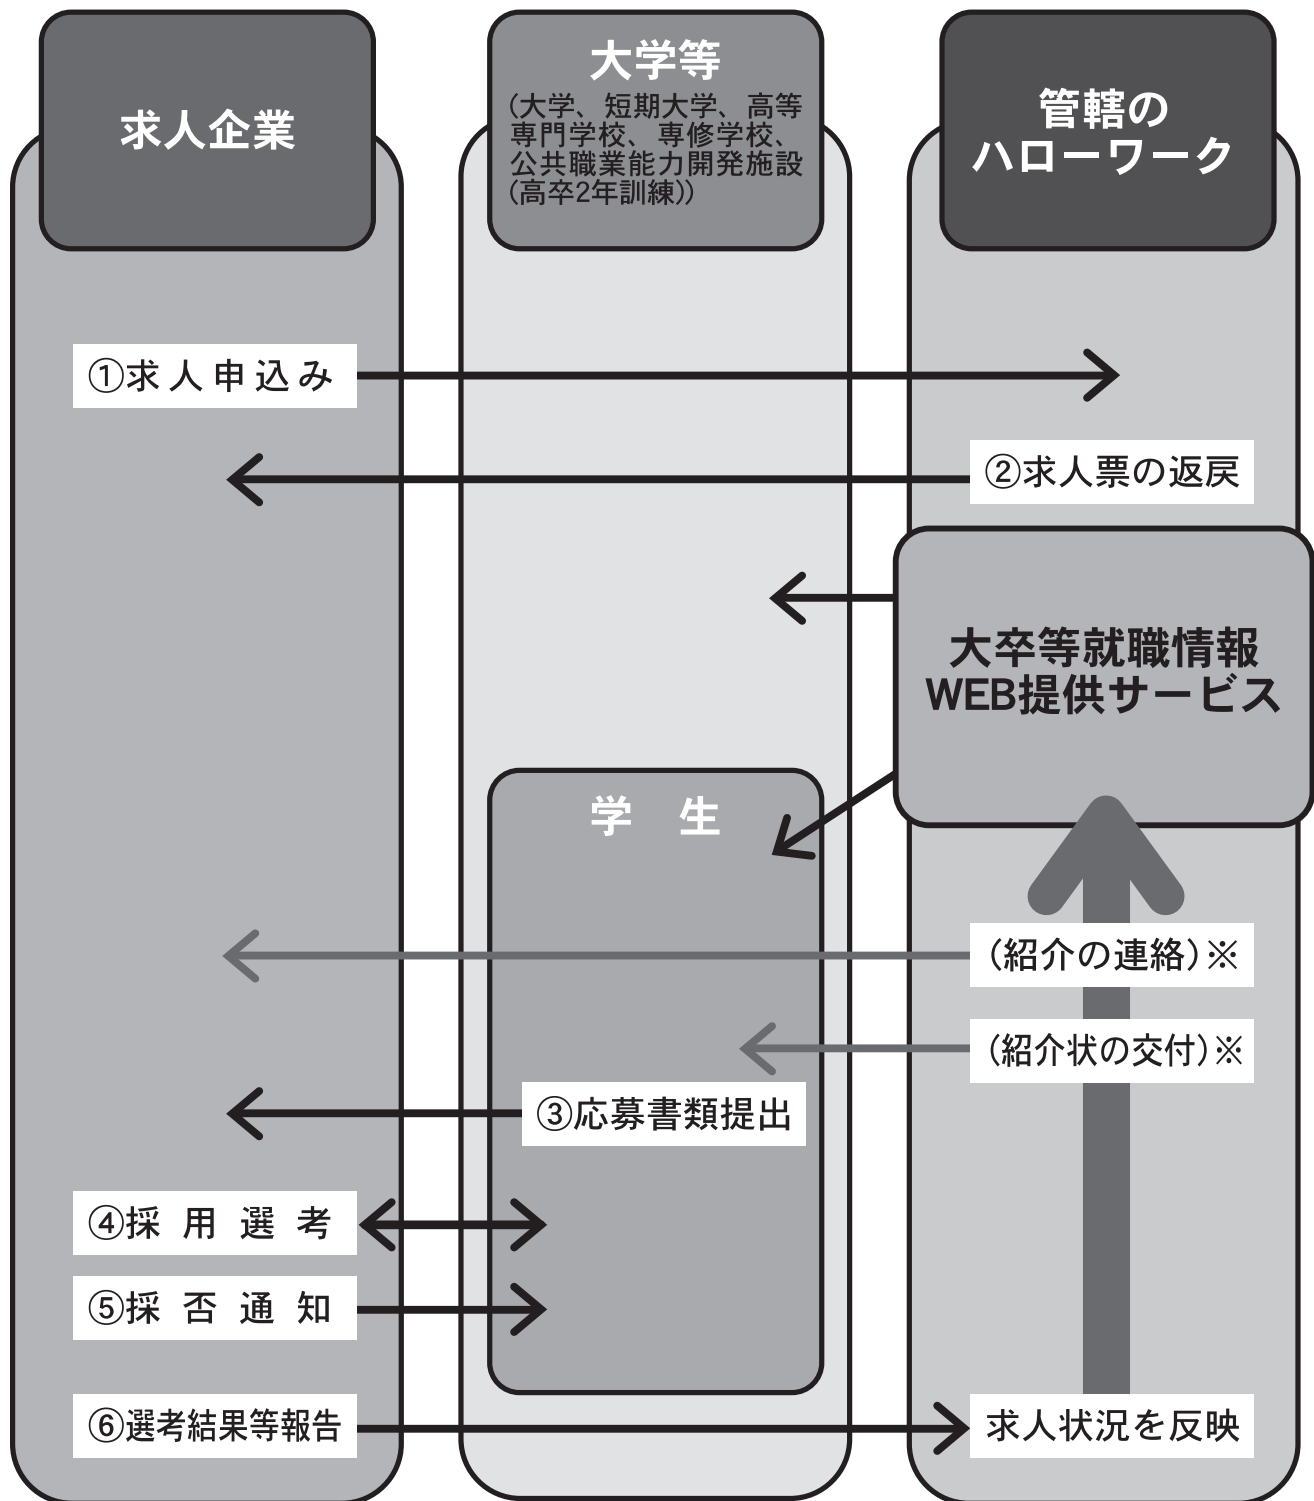 求人企業
大学等
(大学、短期大学、高等
専門学校、専修学校、
公共職業能力開発施設
(高卒2年訓練))
管轄の
ハローワーク
①求人申込み
②求人票の返戻
大卒等就職情報
WEB提供サービス
学 生
(紹介の連絡)※
(紹介状の交付)※
③応募書類提出
④採用選考
⑤採否通知
⑥選考結果等報告
求人状況を反映